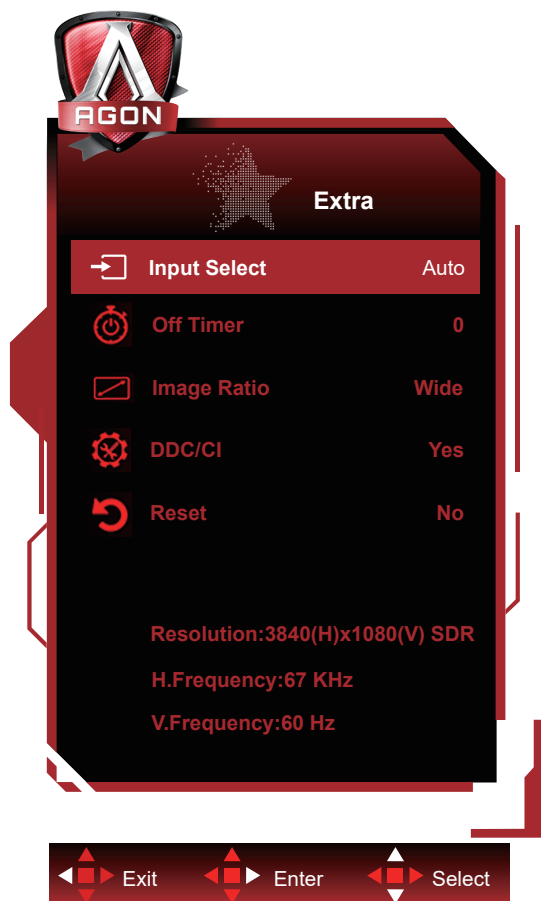 AGON
Extra
Input Select Auto
Off Timer 0
Image Ratio Wide
DDC/CI Yes
Reset No
Resolution:3840(H)x1080(V) SDR
H.Frequency:67 KHz
V.Frequency:60 Hz
Exit Enter Select